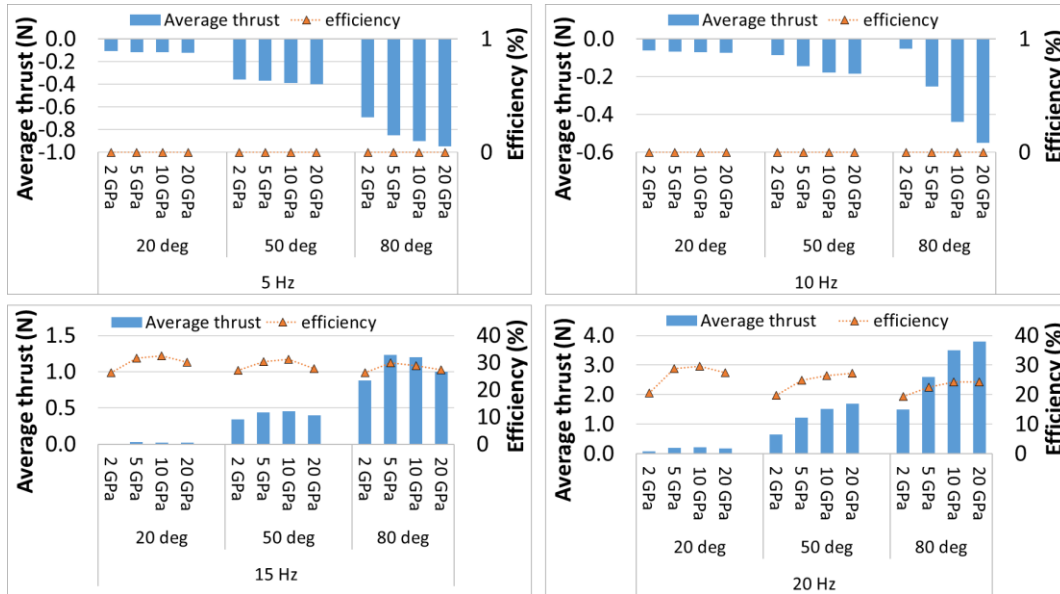 Average thrust efficiency
Average thrust (N)
0.0
-0.2
-0.4
-0.6
-0.8
-1.0
1
0
Efficiency (%)
2 GPa
5 GPa
10 GPa
20 GPa
2 GPa
5 GPa
10 GPa
20 GPa
2 GPa
5 GPa
10 GPa
20 GPa
20 deg 50 deg 80 deg
5 Hz
Average thrust efficiency
Average thrust (N)
0.0
-0.2
-0.4
-0.6
1
0
Efficiency (%)
2 GPa
5 GPa
10 GPa
20 GPa
2 GPa
5 GPa
10 GPa
20 GPa
2 GPa
5 GPa
10 GPa
20 GPa
20 deg 50 deg 80 deg
10 Hz
Average thrust efficiency
Average thrust (N)
1.5
1.0
0.5
0.0
40
30
20
10
0
Efficiency (%)
2 GPa
5 GPa
10 GPa
20 GPa
2 GPa
5 GPa
10 GPa
20 GPa
2 GPa
5 GPa
10 GPa
20 GPa
20 deg 50 deg 80 deg
15 Hz
Average thrust efficiency
Average thrust (N)
4.0
3.0
2.0
1.0
0.0
40
30
20
10
0
Efficiency (%)
2 GPa
5 GPa
10 GPa
20 GPa
2 GPa
5 GPa
10 GPa
20 GPa
2 GPa
5 GPa
10 GPa
20 GPa
20 deg 50 deg 80 deg
20 Hz